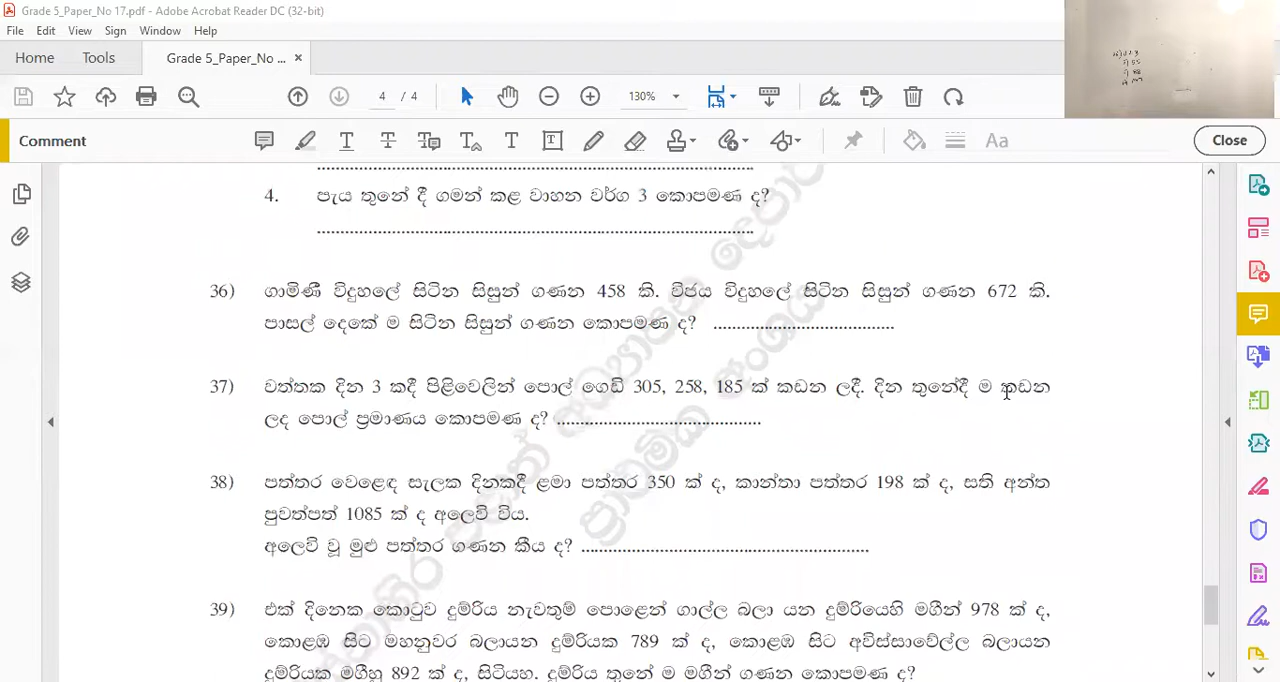 Grade 5_Paper_No 17.pdf - Adobe Acrobat Reader DC (32-bit)
File Edit View Sign Window Help
Home Tools Grade 5_Paper_No ... ×
4 / 4 130%
Comment Close
4. පැය තුනේ දී ගමන් කළ වාහන වර්ග 3 කොපමණ ද?
36) ගාමිණී විදුහලේ සිටින සිසුන් ගණන 458 කි. විජය විදුහලේ සිටින සිසුන් ගණන 672 කි.
පාසල් දෙකේ ම සිටින සිසුන් ගණන කොපමණ ද? ....................................
37) වත්තක දින 3 කදී පිළිවෙලින් පොල් ගෙඩි 305, 258, 185 ක් කඩන ලදී. දින තුනේදී ම කඩන
ලද පොල් ප්‍රමාණය කොපමණ ද? .........................................
38) පත්තර වෙළෙඳ සැලක දිනකදී ළමා පත්තර 350 ක් ද, කාන්තා පත්තර 198 ක් ද, සති අන්ත
පුවත්පත් 1085 ක් ද අලෙවි විය.
අලෙවි වූ මුළු පත්තර ගණන කීය ද? ..........................................................
39) එක් දිනෙක කොටුව දුම්රිය නැවතුම් පොළෙන් ගාල්ල බලා යන දුම්රියෙහි මගීන් 978 ක් ද,
කොළඹ සිට මහනුවර බලායන දුම්රියක 789 ක් ද, කොළඹ සිට අවිස්සාවේල්ල බලායන
දුම්රියක මගීහු 892 ක් ද, සිටියහ. දුම්රිය තුනේ ම මගීන් ගණන කොපමණ ද?